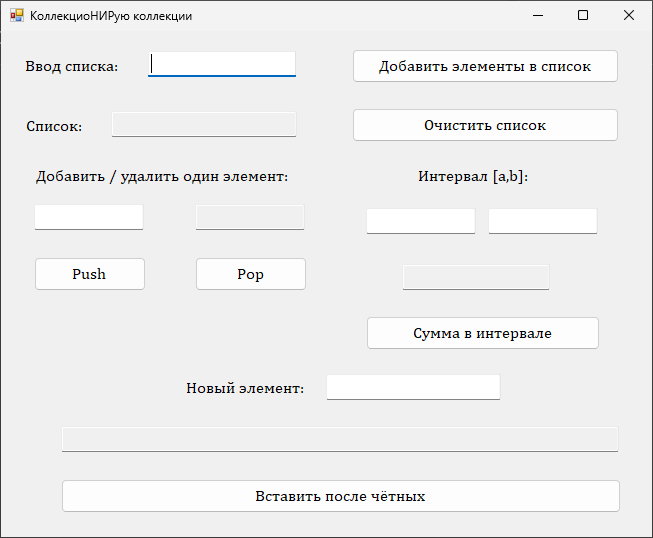 КоллекциоНИРую коллекции
Ввод списка:
Добавить элементы в список
Список:
Очистить список
Добавить / удалить один элемент:
Интервал [a,b]:
Push
Pop
Сумма в интервале
Новый элемент:
Вставить после чётных